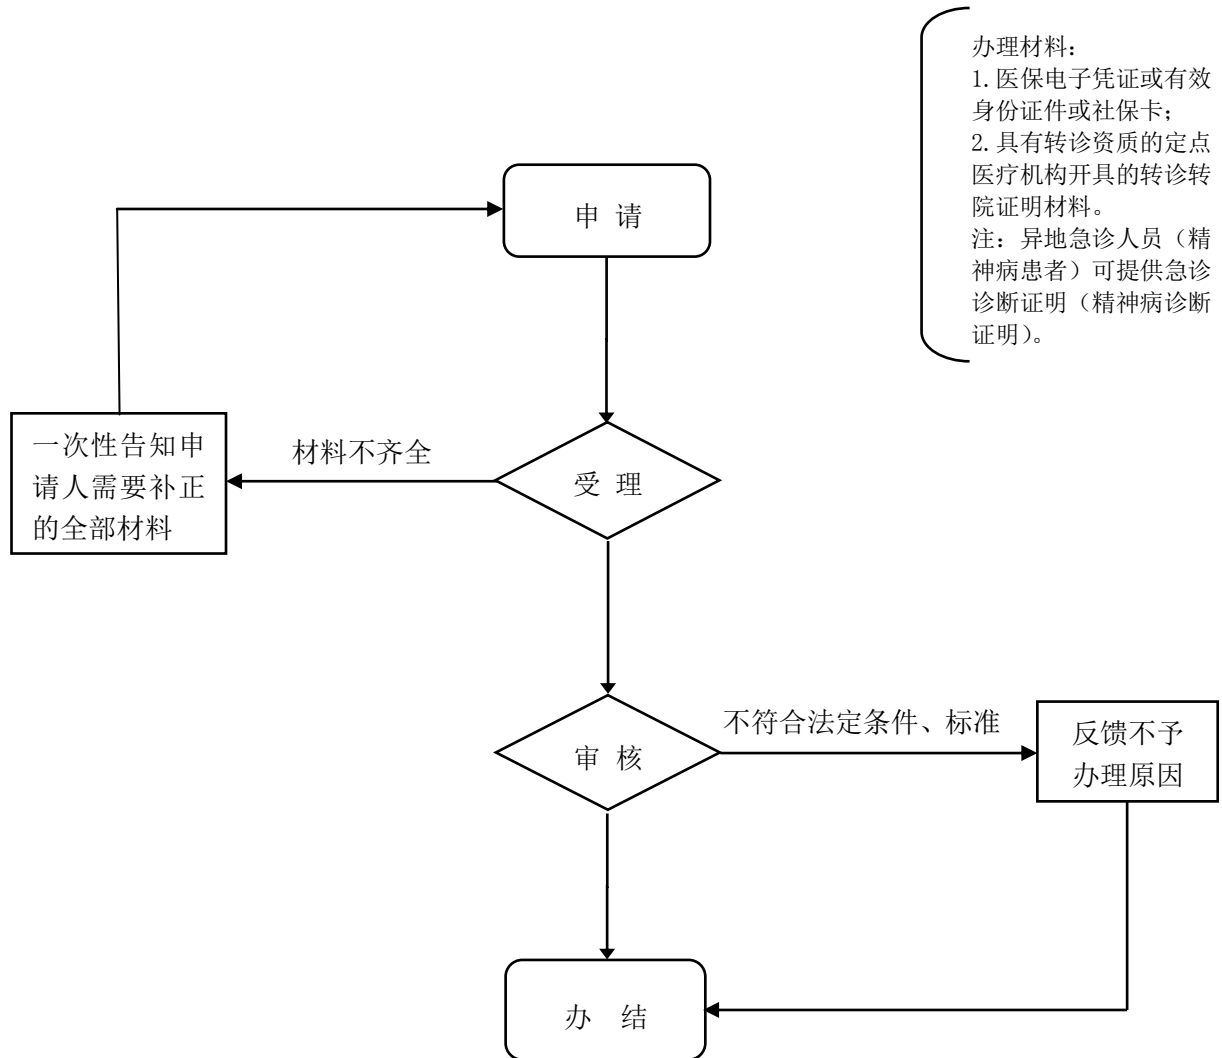 办理材料：
1.医保电子凭证或有效
身份证件或社保卡；
2.具有转诊资质的定点
医疗机构开具的转诊转
院证明材料。
注：异地急诊人员（精
神病患者）可提供急诊
诊断证明（精神病诊断
证明）。
申 请
一次性告知申
请人需要补正
的全部材料
材料不齐全
受 理
审 核
不符合法定条件、标准
反馈不予
办理原因
办 结